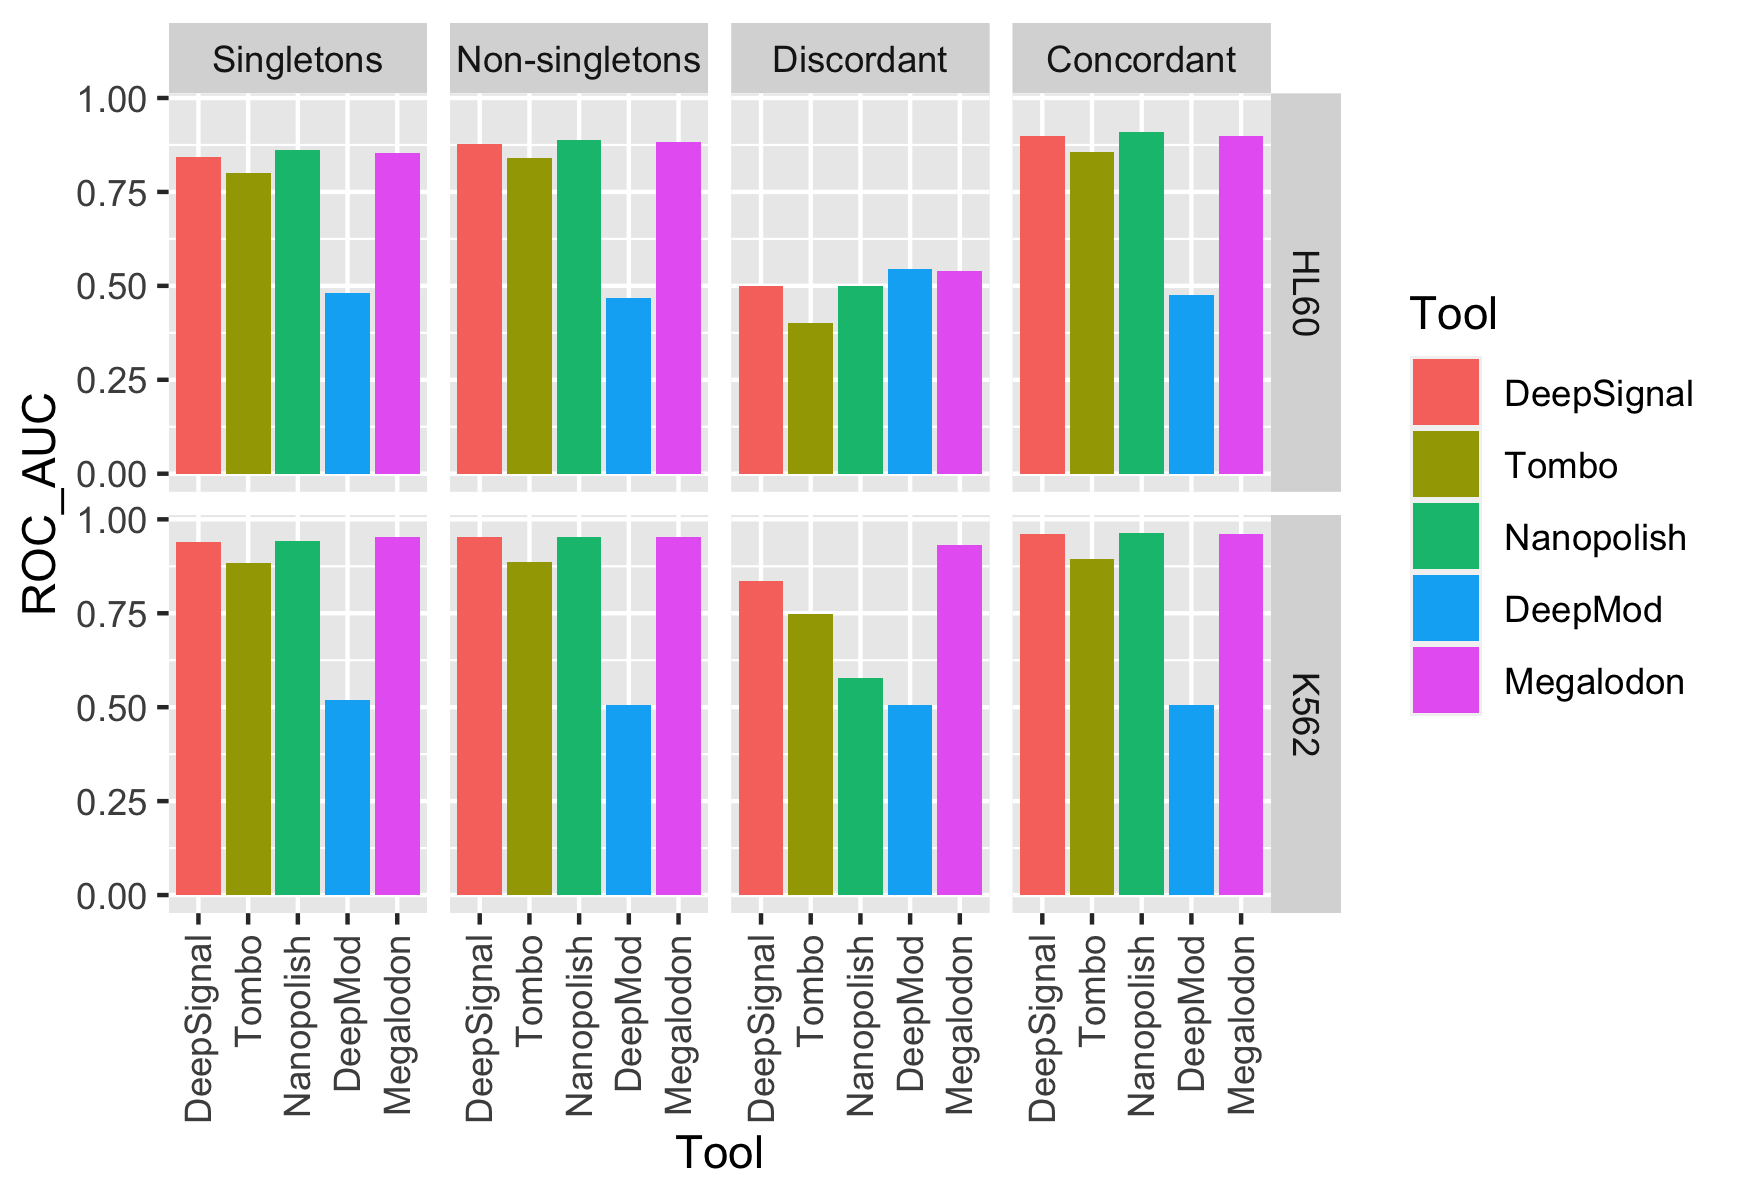 Singletons
Non-singletons
Discordant
Concordant
1.00
0.75
0.50
0.25
0.00
HL60
1.00
0.75
0.50
0.25
0.00
K562
ROC_AUC
DeepSignal
Tombo
Nanopolish
DeepMod
Megalodon
DeepSignal
Tombo
Nanopolish
DeepMod
Megalodon
DeepSignal
Tombo
Nanopolish
DeepMod
Megalodon
DeepSignal
Tombo
Nanopolish
DeepMod
Megalodon
Tool
Tool
DeepSignal
Tombo
Nanopolish
DeepMod
Megalodon